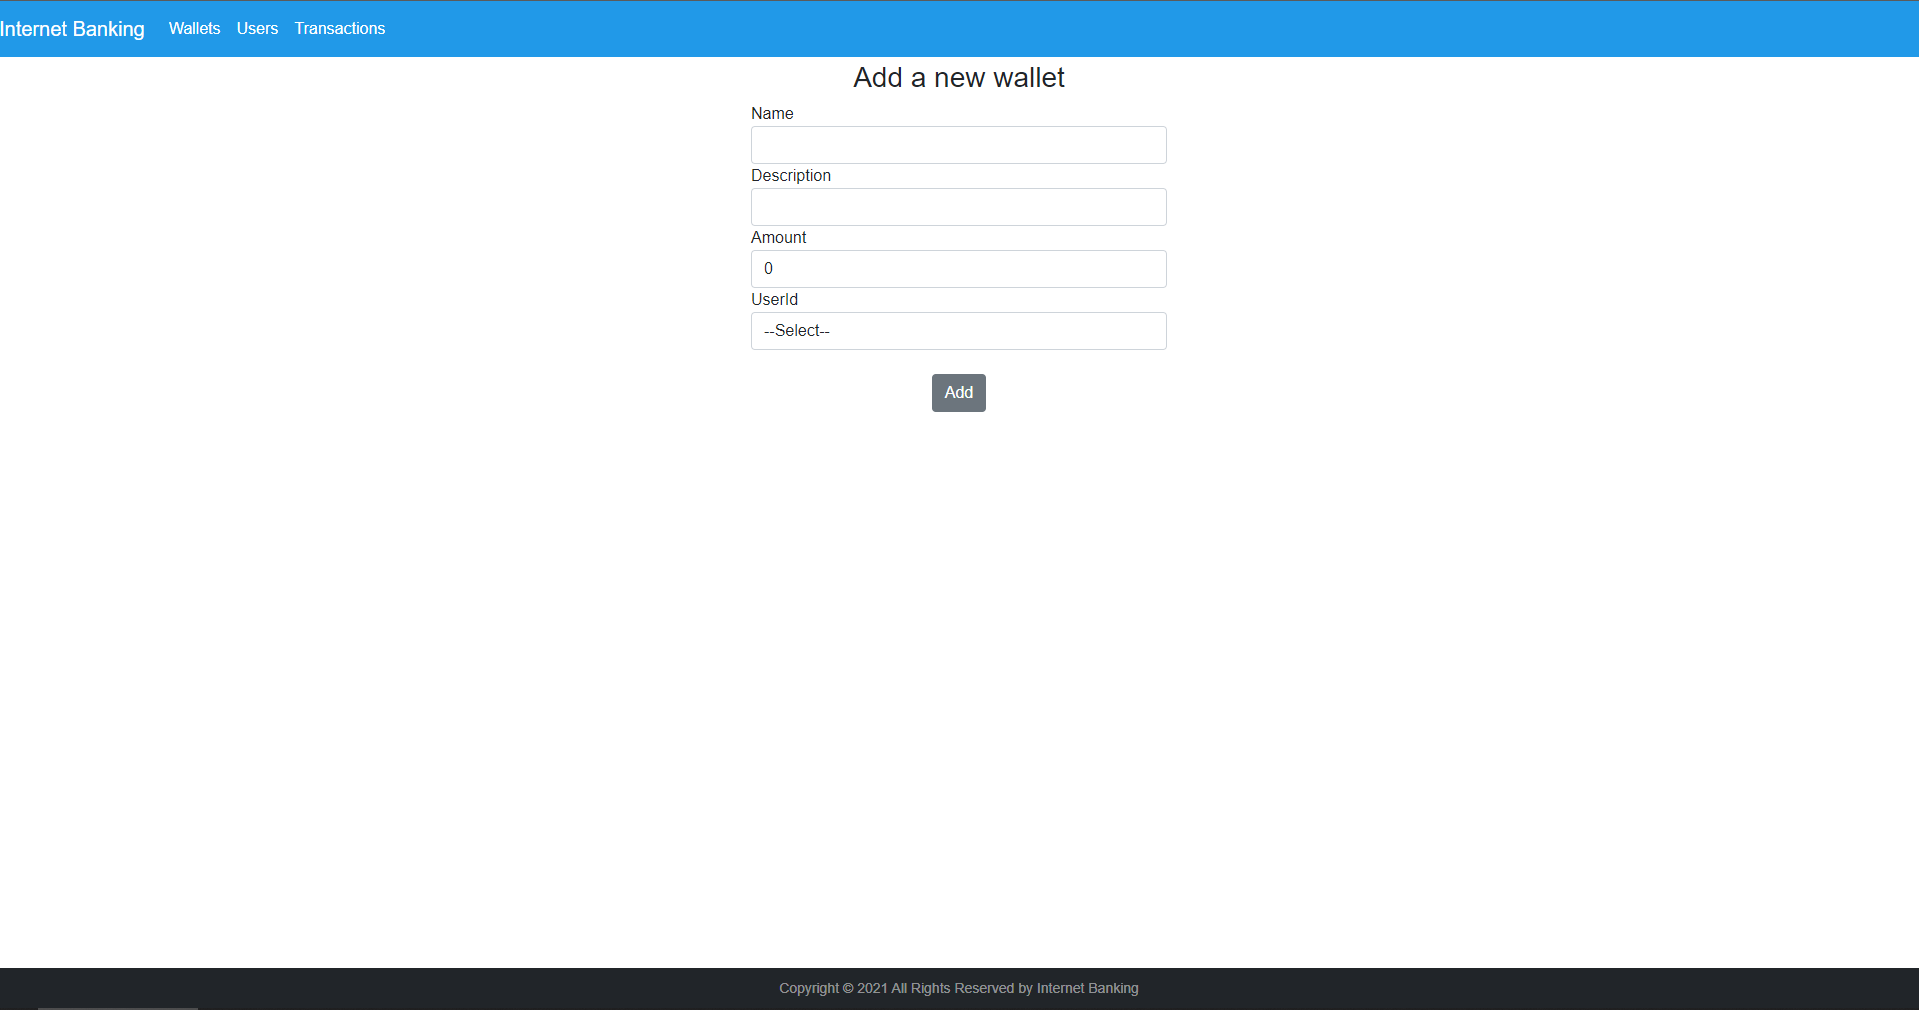 Internet Banking Wallets Users Transactions
Add a new wallet
Name
Description
Amount
0
UserId
--Select--
Add
Copyright © 2021 All Rights Reserved by Internet Banking